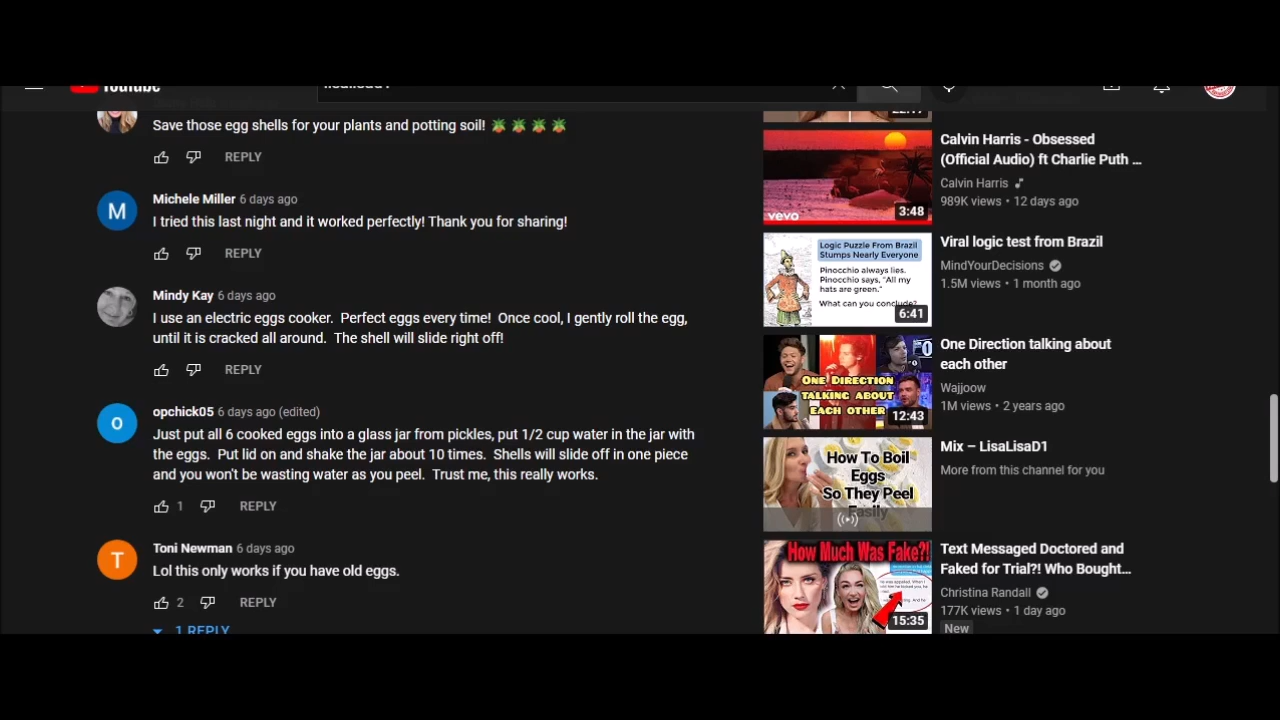 YouTube
Save those egg shells for your plants and potting soil!
REPLY
Michele Miller 6 days ago
I tried this last night and it worked perfectly! Thank you for sharing!
REPLY
Mindy Kay 6 days ago
I use an electric eggs cooker. Perfect eggs every time! Once cool, I gently roll the egg,
until it is cracked all around. The shell will slide right off!
REPLY
opchick05 6 days ago (edited)
Just put all 6 cooked eggs into a glass jar from pickles, put 1/2 cup water in the jar with
the eggs. Put lid on and shake the jar about 10 times. Shells will slide off in one piece
and you won't be wasting water as you peel. Trust me, this really works.
1 REPLY
Toni Newman 6 days ago
Lol this only works if you have old eggs.
2 REPLY
1 REPLY
M
o
T
vevo
3:48
Calvin Harris - Obsessed
(Official Audio) ft Charlie Puth ...
Calvin Harris
989K views • 12 days ago
Logic Puzzle From Brazil
Stumps Nearly Everyone
Pinocchio always lies.
Pinocchio says, "All my
hats are green."
What can you conclude?
6:41
Viral logic test from Brazil
MindYourDecisions
1.5M views • 1 month ago
One Direction
talking about
each other
12:43
One Direction talking about
each other
Wajjoow
1M views • 2 years ago
How To Boil
Eggs
So They Peel
Easily
Mix – LisaLisaD1
More from this channel for you
How Much Was Fake?!
15:35
Text Messaged Doctored and
Faked for Trial?! Who Bought...
Christina Randall
177K views • 1 day ago
New